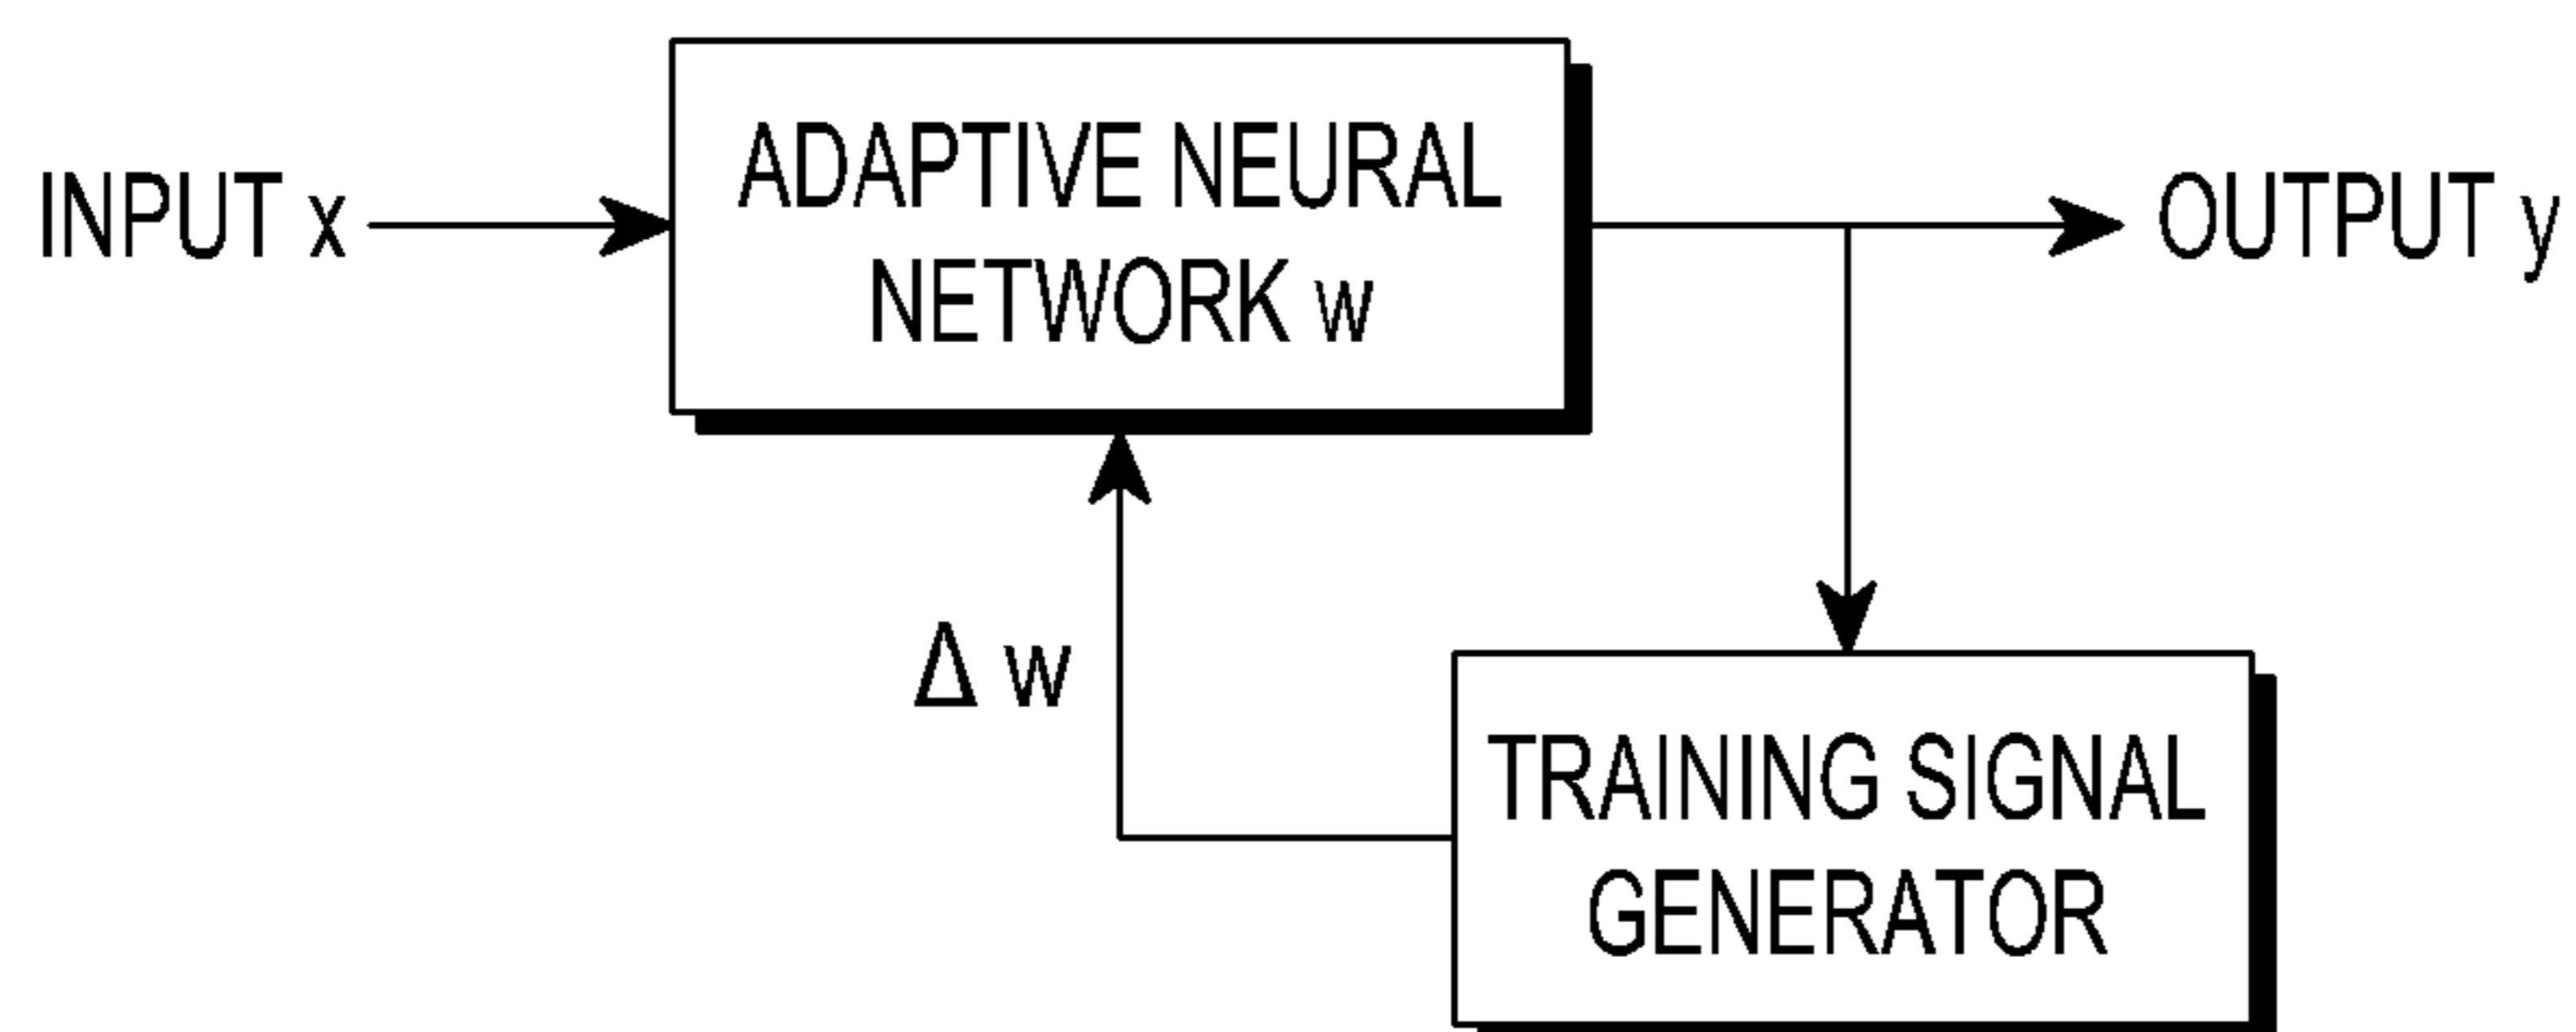 INPUT x
ADAPTIVE NEURAL
NETWORK w
OUTPUT y
Δ w
TRAINING SIGNAL
GENERATOR